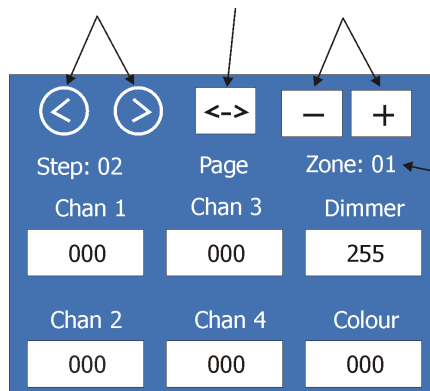 < > <-> − +
Step: 02 Page Zone: 01
Chan 1 Chan 3 Dimmer
000 000 255
Chan 2 Chan 4 Colour
000 000 000